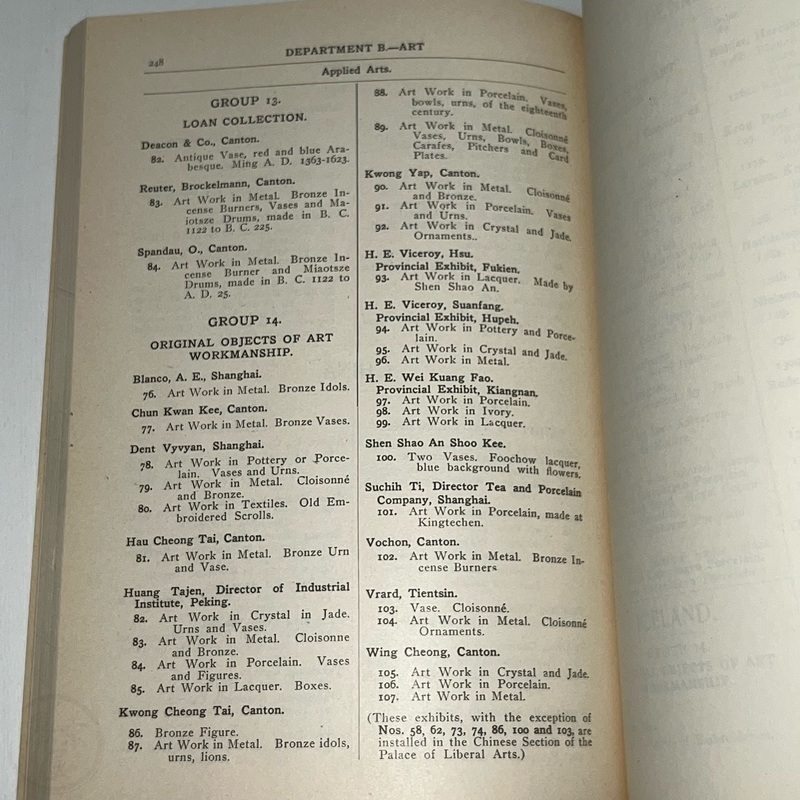 248
DEPARTMENT B.—ART
Applied Arts.
GROUP 13.
LOAN COLLECTION.
Deacon & Co., Canton.
82. Antique Vase, red and blue Ara-
besque. Ming A. D. 1363-1623.
Reuter, Brockelmann, Canton.
83. Art Work in Metal. Bronze In-
cense Burners, Vases and Ma-
iotsze Drums, made in B. C.
1122 to B. C. 225.
Spandau, O., Canton.
84. Art Work in Metal. Bronze In-
cense Burner and Miaotsze
Drums, made in B. C. 1122 to
A. D. 25.
GROUP 14.
ORIGINAL OBJECTS OF ART
WORKMANSHIP.
Blanco, A. E., Shanghai.
76. Art Work in Metal. Bronze Idols.
Chun Kwan Kee, Canton.
77. Art Work in Metal. Bronze Vases.
Dent Vyvyan, Shanghai.
78. Art Work in Pottery or Porce-
lain. Vases and Urns.
79. Art Work in Metal. Cloisonné
and Bronze.
80. Art Work in Textiles. Old Em-
broidered Scrolls.
Hau Cheong Tai, Canton.
81. Art Work in Metal. Bronze Urn
and Vase.
Huang Tajen, Director of Industrial
Institute, Peking.
82. Art Work in Crystal in Jade.
Urns and Vases.
83. Art Work in Metal. Cloisonne
and Bronze.
84. Art Work in Porcelain. Vases
and Figures.
85. Art Work in Lacquer. Boxes.
Kwong Cheong Tai, Canton.
86. Bronze Figure.
87. Art Work in Metal. Bronze idols,
urns, lions.
88. Art Work in Porcelain. Vases,
bowls, urns, of the eighteenth
century.
89. Art Work in Metal. Cloisonné
Vases, Urns, Bowls, Boxes,
Carafes, Pitchers and Card
Plates.
Kwong Yap, Canton.
90. Art Work in Metal. Cloisonné
and Bronze.
91. Art Work in Porcelain. Vases
and Urns.
92. Art Work in Crystal and Jade.
Ornaments..
H. E. Viceroy, Hsu.
Provincial Exhibit, Fukien.
93. Art Work in Lacquer. Made by
Shen Shao An.
H. E. Viceroy, Suanfang.
Provincial Exhibit, Hupeh.
94. Art Work in Pottery and Porce-
lain.
95. Art Work in Crystal and Jade.
96. Art Work in Metal.
H. E. Wei Kuang Fao.
Provincial Exhibit, Kiangnan.
97. Art Work in Porcelain.
98. Art Work in Ivory.
99. Art Work in Lacquer.
Shen Shao An Shoo Kee.
100. Two Vases. Foochow lacquer,
blue background with flowers.
Suchih Ti, Director Tea and Porcelain
Company, Shanghai.
101. Art Work in Porcelain, made at
Kingtechen.
Vochon, Canton.
102. Art Work in Metal. Bronze In-
cense Burners
Vrard, Tientsin.
103. Vase. Cloisonné.
104. Art Work in Metal. Cloisonné
Ornaments.
Wing Cheong, Canton.
105. Art Work in Crystal and Jade.
106. Art Work in Porcelain.
107. Art Work in Metal.
(These exhibits, with the exception of
Nos. 58, 62, 73, 74, 86, 100 and 103, are
installed in the Chinese Section of the
Palace of Liberal Arts.)